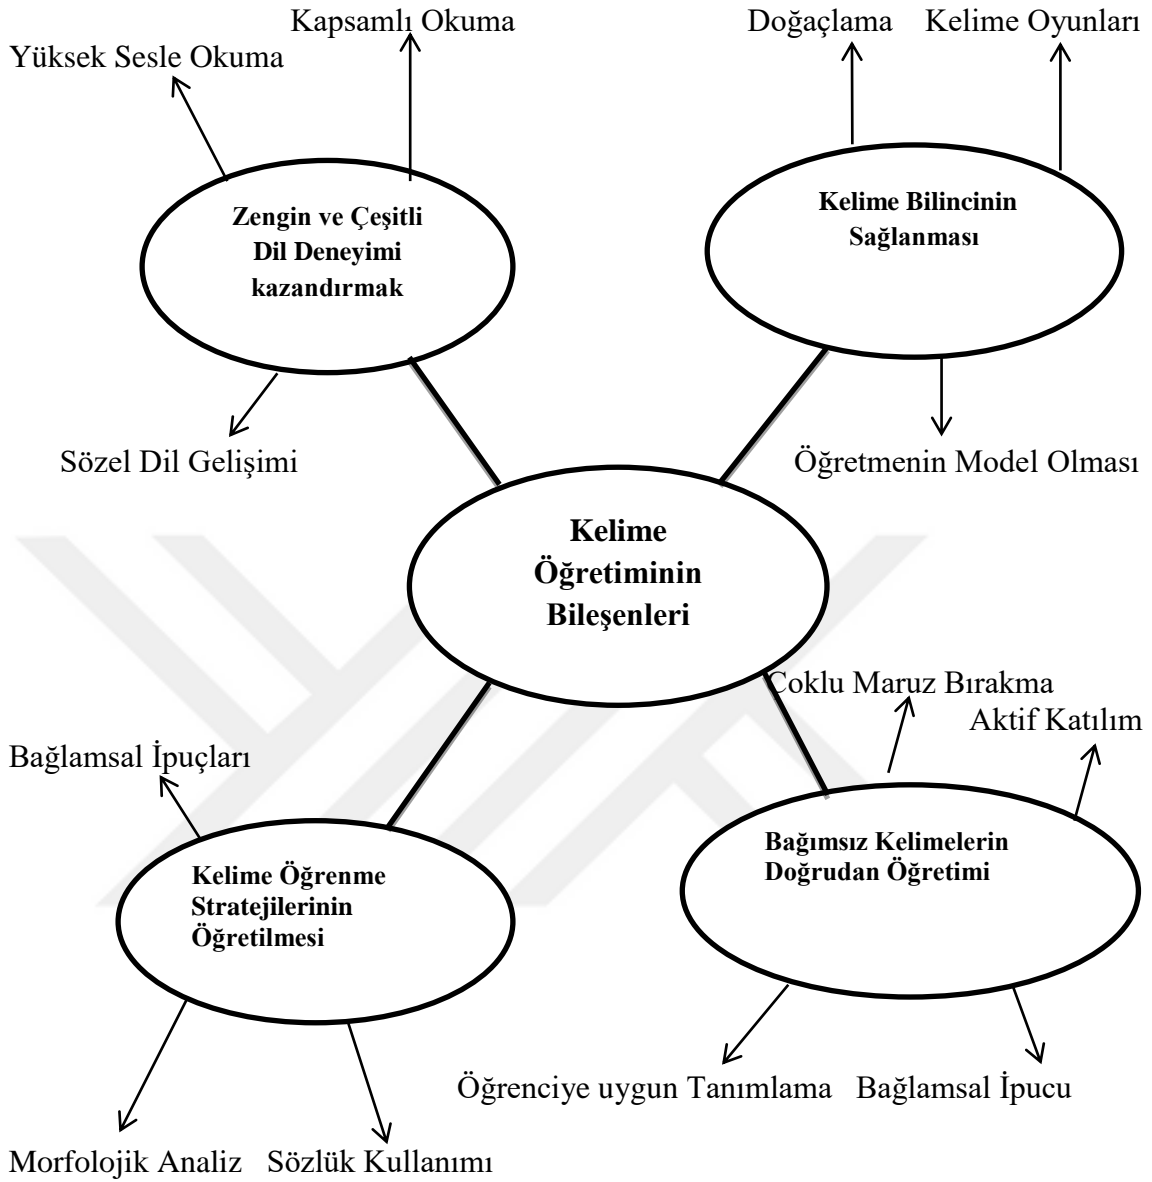 Kapsamlı Okuma
Doğaçlama
Kelime Oyunları
Yüksek Sesle Okuma
Zengin ve Çeşitli
Dil Deneyimi
kazandırmak
Kelime Bilincinin
Sağlanması
Sözel Dil Gelişimi
Öğretmenin Model Olması
Kelime
Öğretiminin
Bileşenleri
Çoklu Maruz Bırakma
Aktif Katılım
Bağlamsal İpuçları
Kelime Öğrenme
Stratejilerinin
Öğretilmesi
Bağımsız Kelimelerin
Doğrudan Öğretimi
Öğrenciye uygun Tanımlama
Bağlamsal İpucu
Morfolojik Analiz
Sözlük Kullanımı